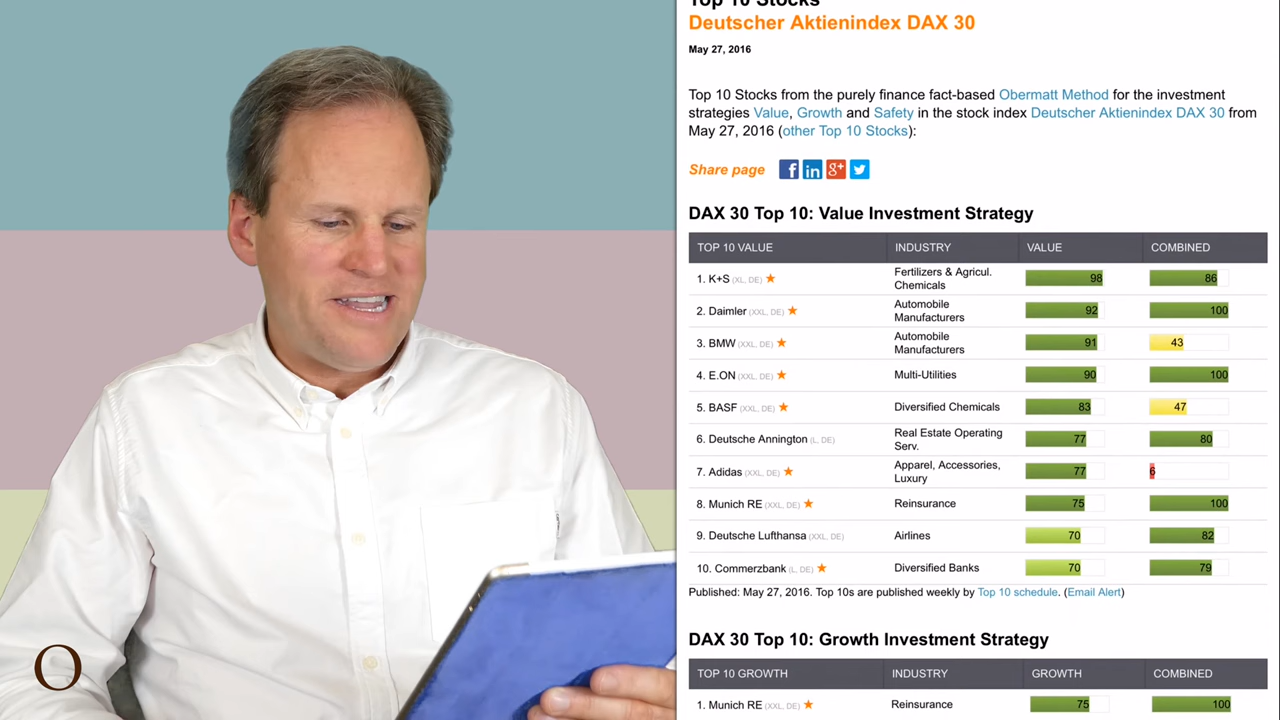 Top 10 Stocks
Deutscher Aktienindex DAX 30
May 27, 2016
Top 10 Stocks from the purely finance fact-based Obermatt Method for the investment
strategies Value, Growth and Safety in the stock index Deutscher Aktienindex DAX 30 from
May 27, 2016 (other Top 10 Stocks):
Share page f in g+
DAX 30 Top 10: Value Investment Strategy
TOP 10 VALUE INDUSTRY VALUE COMBINED
1. K+S (XL, DE) ★ Fertilizers & Agricul. Chemicals 98 86
2. Daimler (XXL, DE) ★ Automobile Manufacturers 92 100
3. BMW (XXL, DE) ★ Automobile Manufacturers 91 43
4. E.ON (XXL, DE) ★ Multi-Utilities 90 100
5. BASF (XXL, DE) ★ Diversified Chemicals 83 47
6. Deutsche Annington (L, DE) Real Estate Operating Serv. 77 80
7. Adidas (XXL, DE) ★ Apparel, Accessories, Luxury 77 6
8. Munich RE (XXL, DE) ★ Reinsurance 75 100
9. Deutsche Lufthansa (XXL, DE) Airlines 70 82
10. Commerzbank (L, DE) ★ Diversified Banks 70 79
Published: May 27, 2016. Top 10s are published weekly by Top 10 schedule. (Email Alert)
DAX 30 Top 10: Growth Investment Strategy
TOP 10 GROWTH INDUSTRY GROWTH COMBINED
1. Munich RE (XXL, DE) ★ Reinsurance 75 100
O